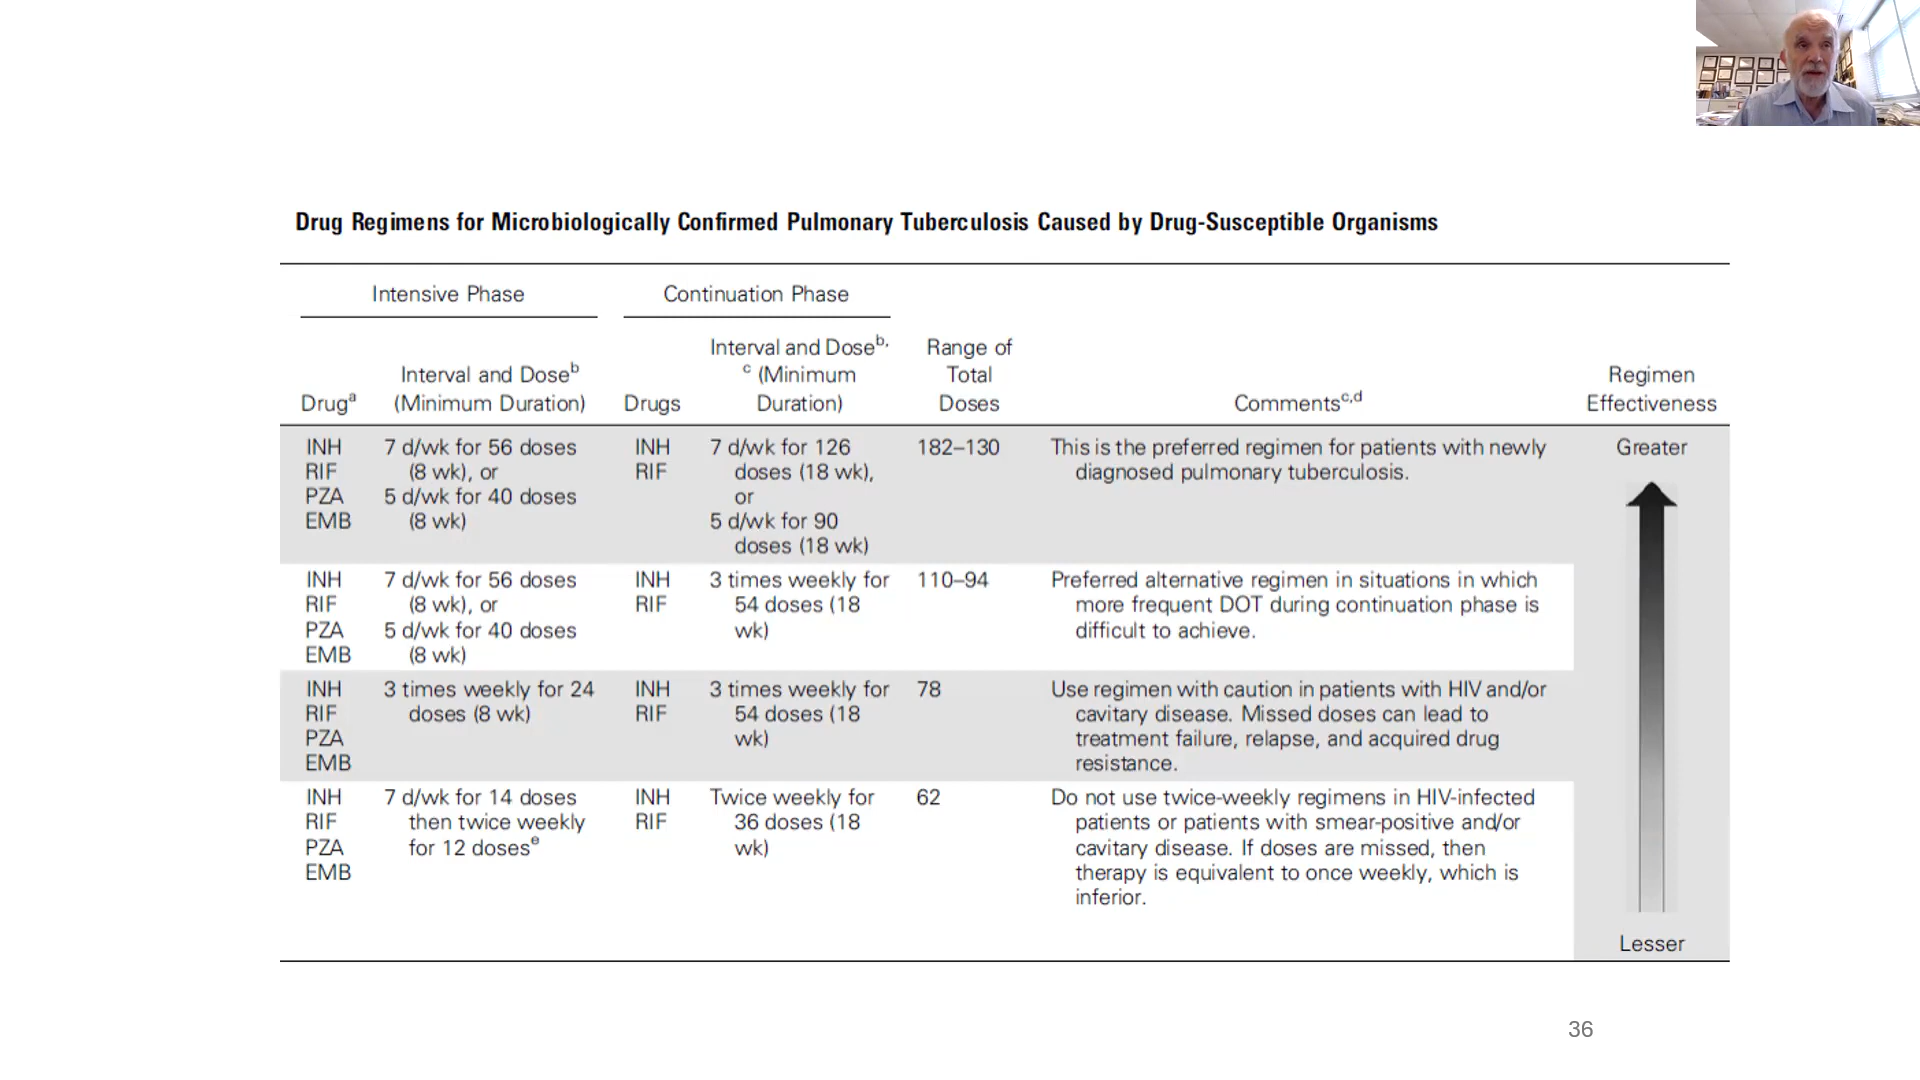 Drug Regimens for Microbiologically Confirmed Pulmonary Tuberculosis Caused by Drug-Susceptible Organisms
Intensive Phase
Continuation Phase
Drugᵃ
Interval and Doseᵇ
(Minimum Duration)
Drugs
Interval and Doseᵇ,
ᶜ (Minimum
Duration)
Range of
Total
Doses
Commentsᶜ,ᵈ
Regimen
Effectiveness
INH
RIF
PZA
EMB
7 d/wk for 56 doses
(8 wk), or
5 d/wk for 40 doses
(8 wk)
INH
RIF
7 d/wk for 126
doses (18 wk),
or
5 d/wk for 90
doses (18 wk)
182–130
This is the preferred regimen for patients with newly
diagnosed pulmonary tuberculosis.
Greater
INH
RIF
PZA
EMB
7 d/wk for 56 doses
(8 wk), or
5 d/wk for 40 doses
(8 wk)
INH
RIF
3 times weekly for
54 doses (18
wk)
110–94
Preferred alternative regimen in situations in which
more frequent DOT during continuation phase is
difficult to achieve.
INH
RIF
PZA
EMB
3 times weekly for 24
doses (8 wk)
INH
RIF
3 times weekly for
54 doses (18
wk)
78
Use regimen with caution in patients with HIV and/or
cavitary disease. Missed doses can lead to
treatment failure, relapse, and acquired drug
resistance.
INH
RIF
PZA
EMB
7 d/wk for 14 doses
then twice weekly
for 12 dosesᵉ
INH
RIF
Twice weekly for
36 doses (18
wk)
62
Do not use twice-weekly regimens in HIV-infected
patients or patients with smear-positive and/or
cavitary disease. If doses are missed, then
therapy is equivalent to once weekly, which is
inferior.
Lesser
36